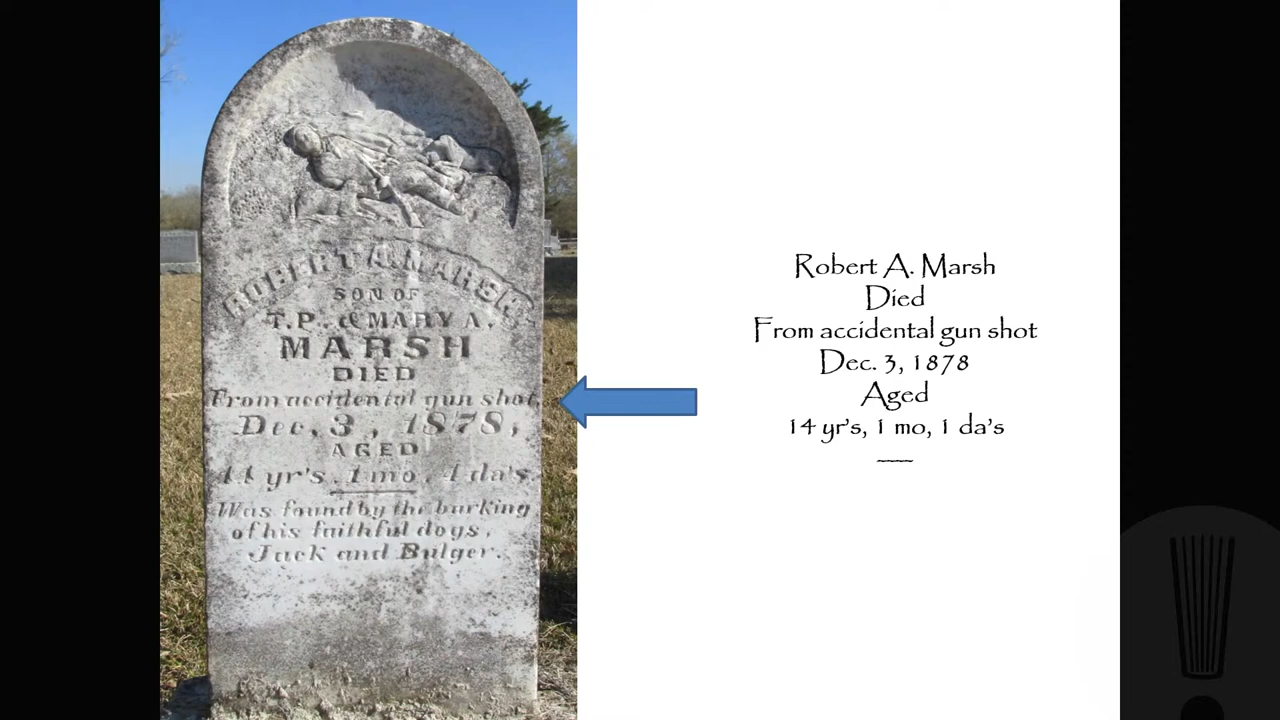 ROBERT A. MARSH,
SON OF
T.P. & MARY A.
MARSH
DIED
From accidental gun shot,
Dec. 3, 1878,
AGED
14 yr's. 1 mo. 1 da's.
Was found by the barking
of his faithful dogs,
Jack and Bulger.
Robert A. Marsh
Died
From accidental gun shot
Dec. 3, 1878
Aged
14 yr's, 1 mo, 1 da's